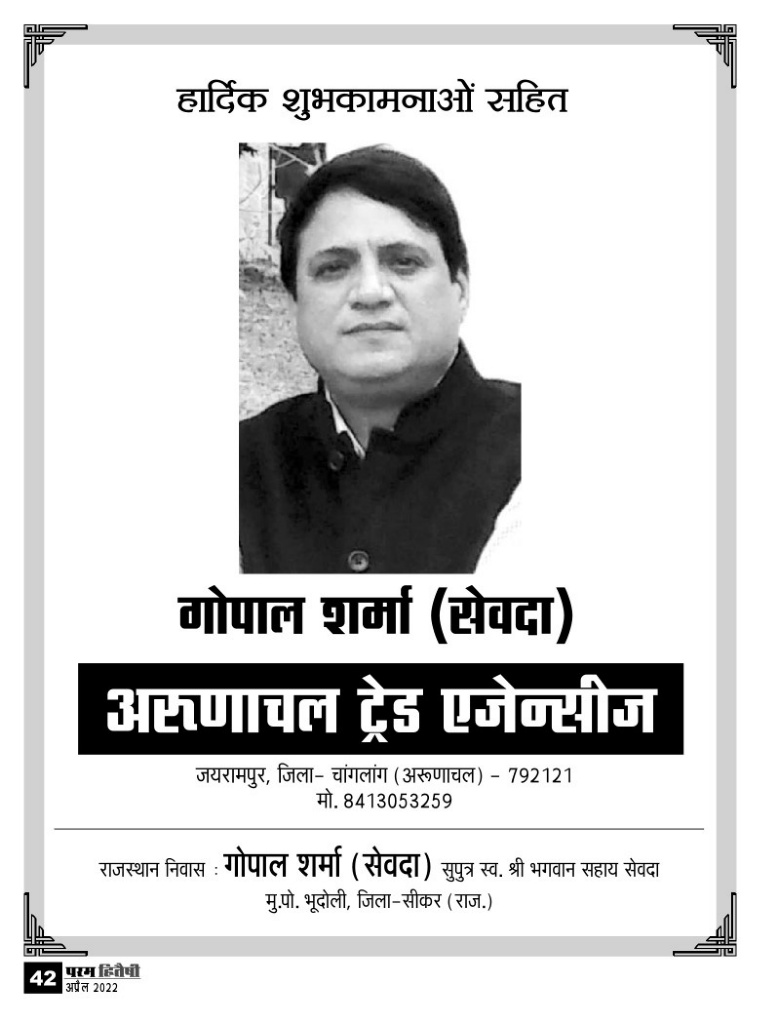 हार्दिक शुभकामनाओं सहित
गोपाल शर्मा (सेवदा)
अरूणाचल ट्रेड एजेन्सीज
जयरामपुर, जिला- चांगलांग (अरूणाचल) - 792121
मो. 8413053259
राजस्थान निवास : गोपाल शर्मा (सेवदा) सुपुत्र स्व. श्री भगवान सहाय सेवदा
मु.पो. भूदोली, जिला-सीकर (राज.)
42 परम हितैषी
अप्रैल 2022